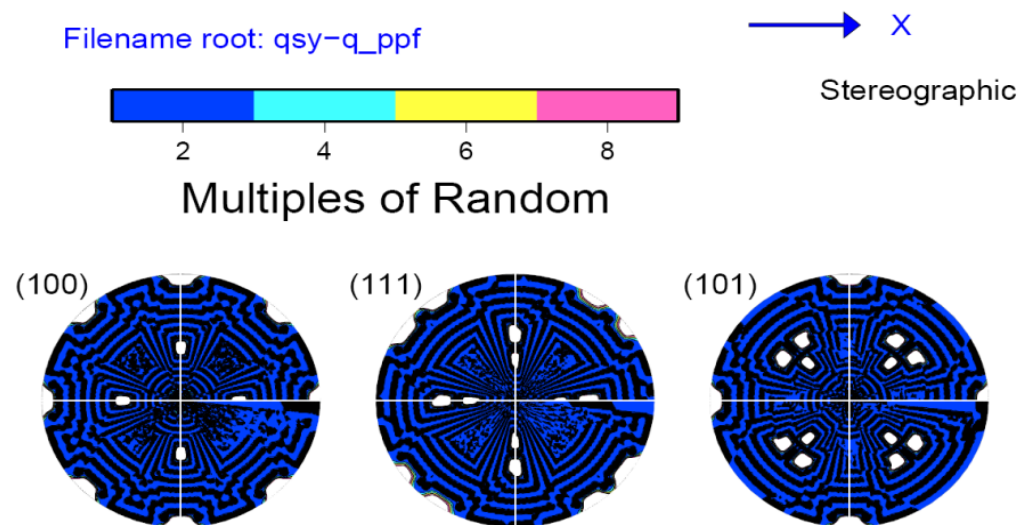 Filename root: qsy−q_ppf
X
Stereographic
2 4 6 8
Multiples of Random
(100) (111) (101)